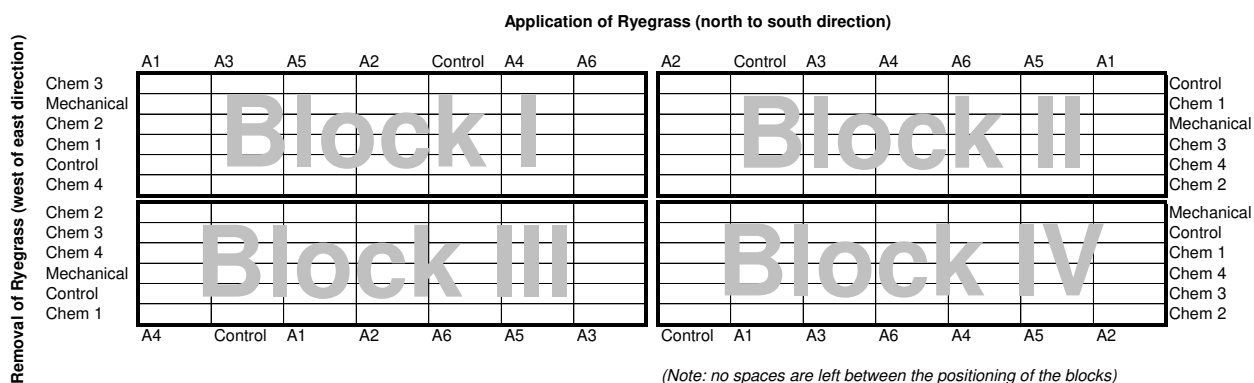 Application of Ryegrass (north to south direction)
Removal of Ryegrass (west of east direction)
A1 A3 A5 A2 Control A4 A6 A2 Control A3 A4 A6 A5 A1
Chem 3
Mechanical
Chem 2
Chem 1
Control
Chem 4
Block I
Block II
Control
Chem 1
Mechanical
Chem 3
Chem 4
Chem 2
Chem 2
Chem 3
Chem 4
Mechanical
Control
Chem 1
Block III
Block IV
Mechanical
Control
Chem 1
Chem 4
Chem 3
Chem 2
A4 Control A1 A2 A6 A5 A3 Control A1 A3 A6 A4 A5 A2
(Note: no spaces are left between the positioning of the blocks)